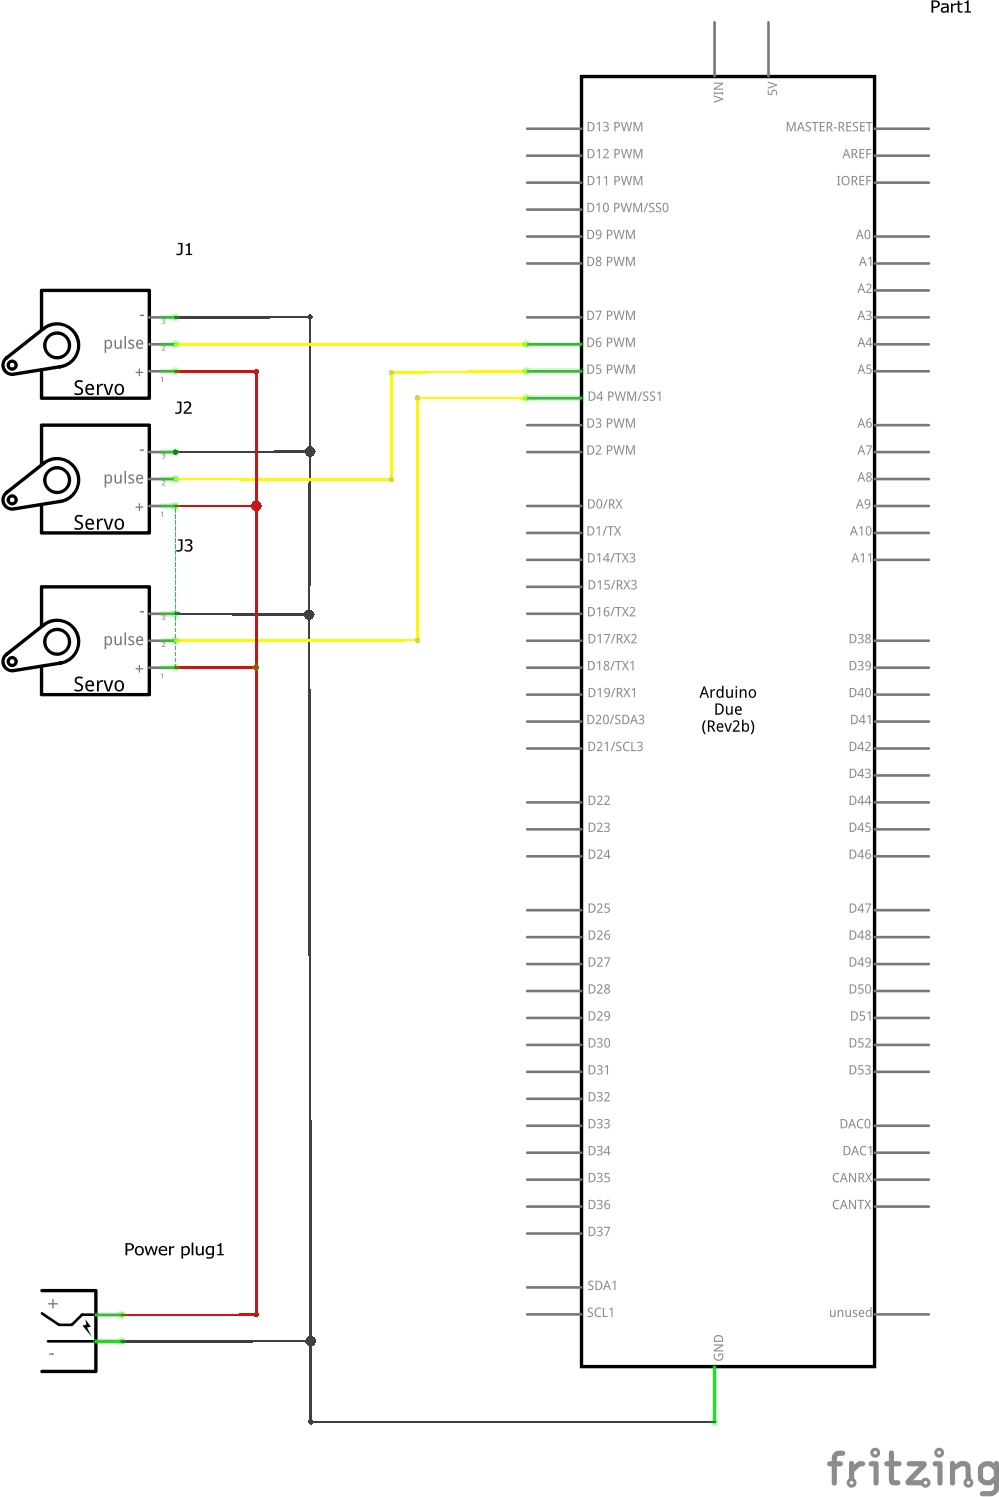 Part1
VIN
5V
D13 PWM
MASTER-RESET
D12 PWM
AREF
D11 PWM
IOREF
D10 PWM/SS0
D9 PWM
A0
D8 PWM
A1
A2
D7 PWM
A3
D6 PWM
A4
D5 PWM
A5
D4 PWM/SS1
D3 PWM
A6
D2 PWM
A7
A8
D0/RX
A9
D1/TX
A10
D14/TX3
A11
D15/RX3
D16/TX2
D17/RX2
D38
D18/TX1
D39
D19/RX1
D40
D20/SDA3
D41
D21/SCL3
D42
D43
D22
D44
D23
D45
D24
D46
D25
D47
D26
D48
D27
D49
D28
D50
D29
D51
D30
D52
D31
D53
D32
D33
DAC0
D34
DAC1
D35
CANRX
D36
CANTX
D37
SDA1
SCL1
unused
GND
Arduino
Due
(Rev2b)
J1
-
3
pulse
2
+
1
Servo
J2
-
3
pulse
2
+
1
Servo
J3
-
3
pulse
2
+
1
Servo
Power plug1
+
-
fritzing